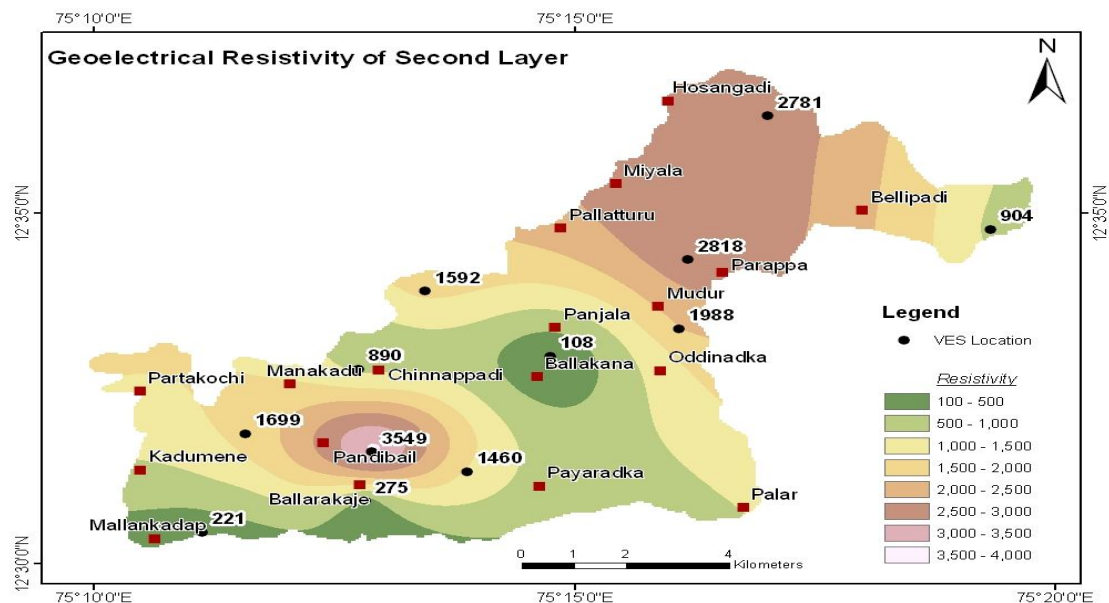 75°10'0"E
75°15'0"E
Geoelectrical Resistivity of Second Layer
N
Hosangadi
2781
Miyala
Bellipadi
12°35'0"N
12°35'0"N
904
Pallatturu
2818
Parappa
1592
Mudur
1988
Panjala
108
Oddinadka
Ballakana
890
Chinnappadi
Manakadu
Partakochi
1699
3549
Pandibail
1460
Kadumene
Ballarakaje
275
Payaradka
Palar
221
Mallankadap
Legend
VES Location
Resistivity
100 - 500
500 - 1,000
1,000 - 1,500
1,500 - 2,000
2,000 - 2,500
2,500 - 3,000
3,000 - 3,500
3,500 - 4,000
0 1 2 4
Kilometers
12°30'0"N
12°30'0"N
75°10'0"E
75°15'0"E
75°20'0"E